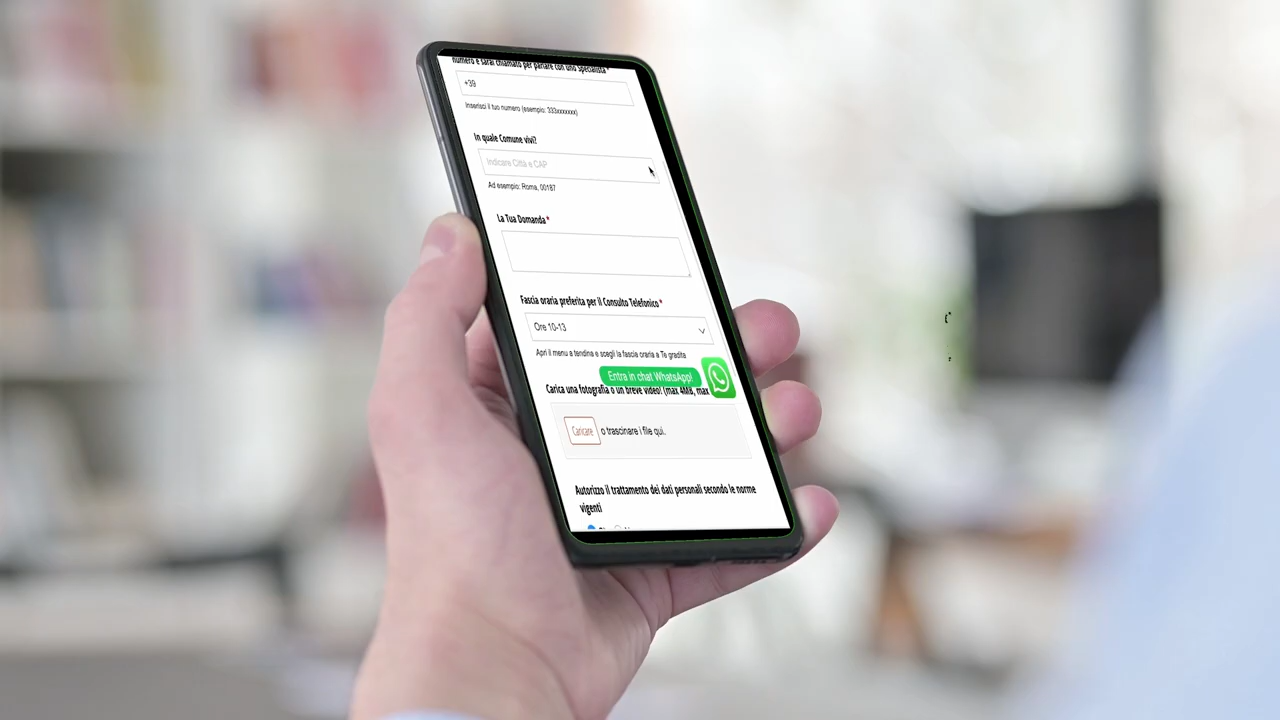 numero e sarai chiamato per parlare con uno Specialista *
+39
Inserisci il tuo numero (esempio: 333xxxxxxx)
In quale Comune vivi?
Indicare Città e CAP
Ad esempio: Roma, 00187
La Tua Domanda *
Fascia oraria preferita per il Consulto Telefonico *
Ore 10-13
Apri il menu a tendina e scegli la fascia oraria a Te gradita
Entra in chat WhatsApp!
Carica una fotografia o un breve video! (max 4MB, max
Caricare o trascinare i file qui.
Autorizzo il trattamento dei dati personali secondo le norme
vigenti